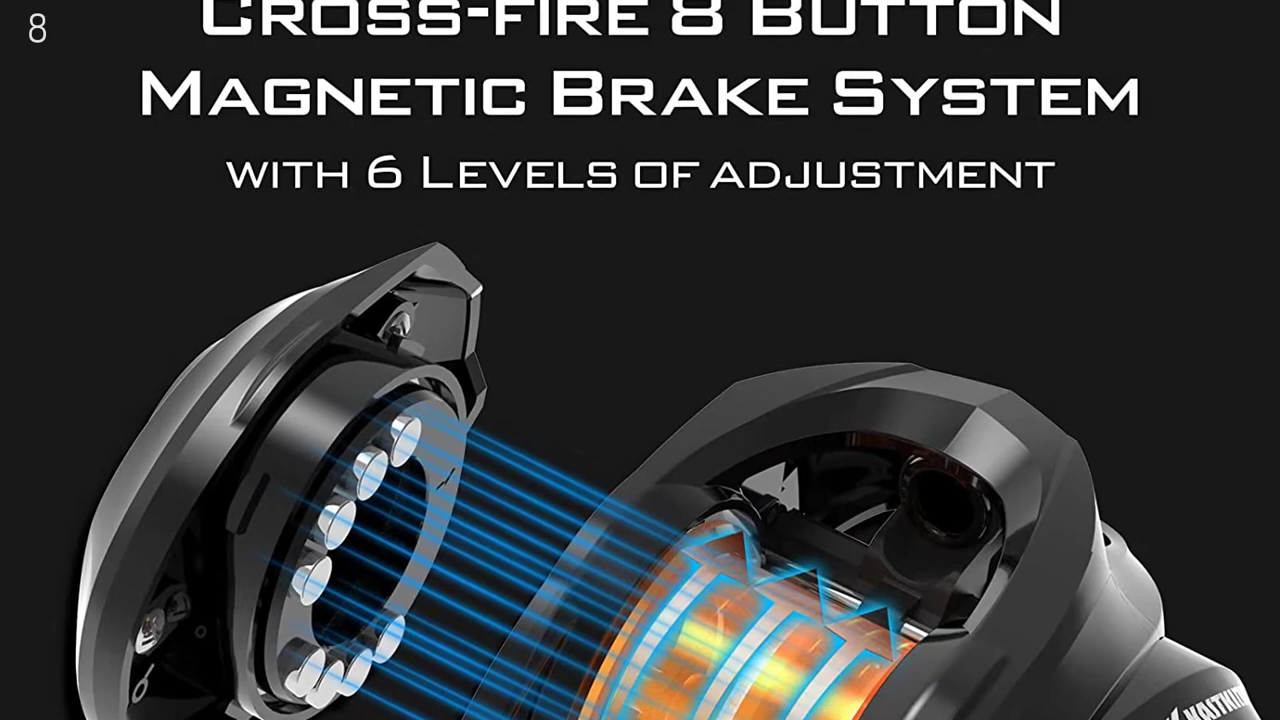 8
CROSS-FIRE 8 BUTTON
MAGNETIC BRAKE SYSTEM
WITH 6 LEVELS OF ADJUSTMENT